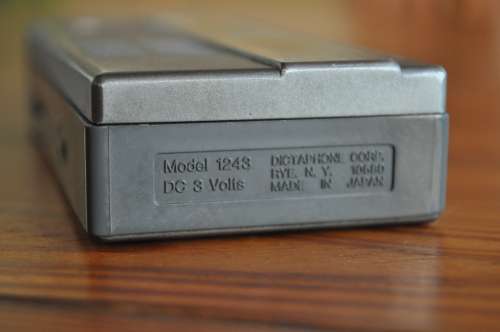 Model 1243
DC 3 Volts
DICTAPHONE CORP.
RYE, N. Y. 10580
MADE IN JAPAN